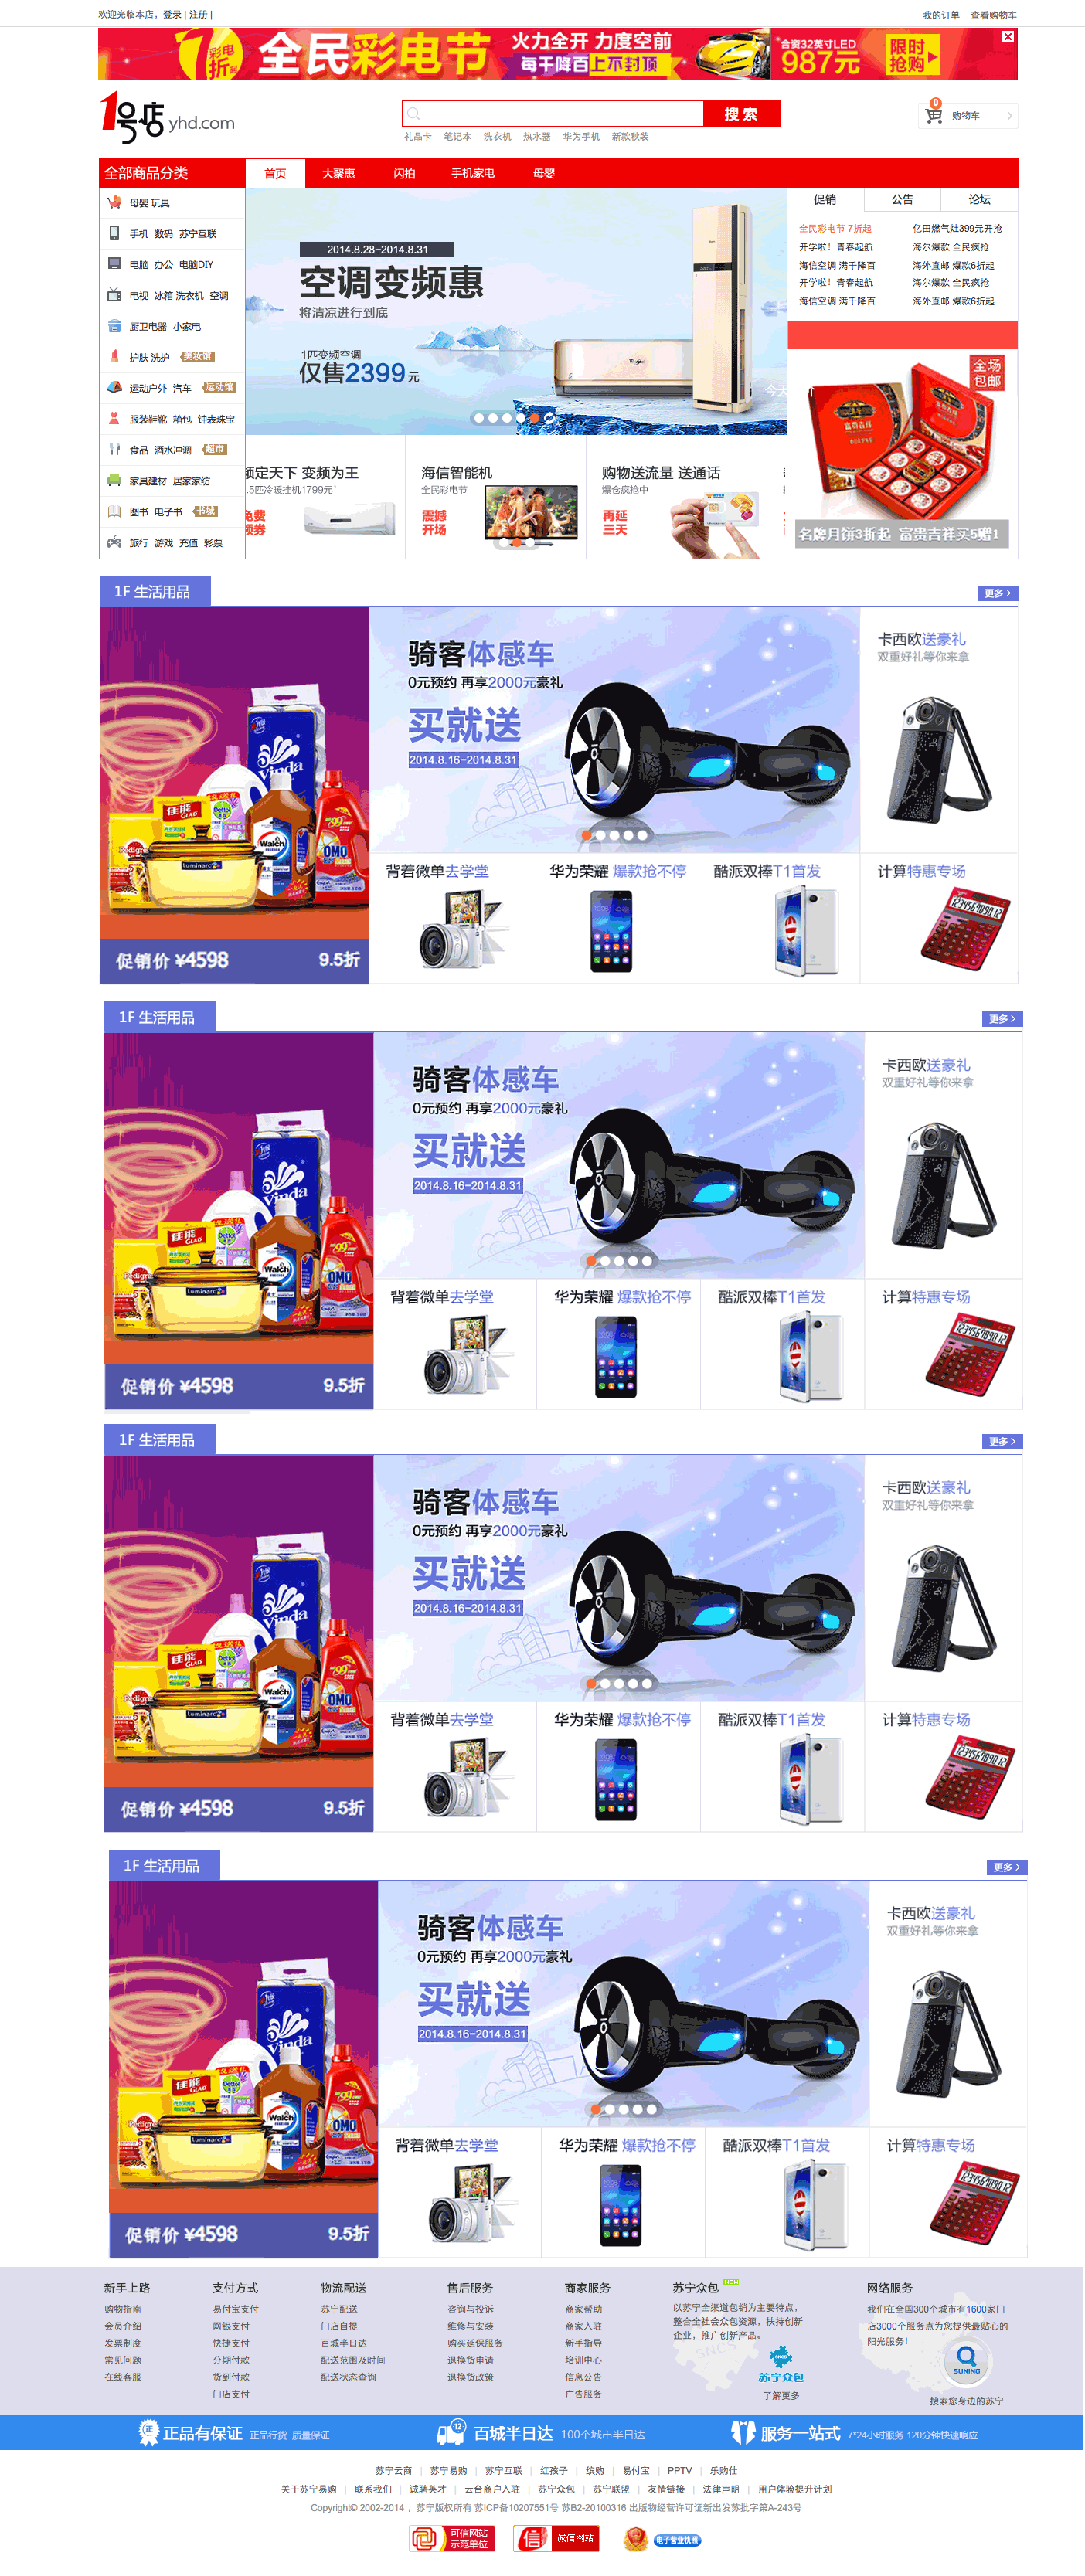 欢迎光临本店，登录 | 注册 |
我的订单 | 查看购物车
7折起 彩电 全民彩电节 火力全开 力度空前 合资32英寸LED 限时
每千降百上不封顶 987元 抢购
1号店 yhd.com
搜 索
0 购物车
礼品卡 笔记本 洗衣机 热水器 华为手机 新款秋装
全部商品分类 首页 大聚惠 闪拍 手机家电 母婴
母婴 玩具
手机 数码 苏宁互联
电脑 办公 电脑DIY
电视 冰箱 洗衣机 空调
厨卫电器 小家电
护肤 洗护 美妆馆
运动户外 汽车 运动馆
服装鞋靴 箱包 钟表珠宝
食品 酒水冲调 超市
家具建材 居家家纺
图书 电子书 书城
旅行 游戏 充值 彩票
2014.8.28-2014.8.31
空调变频惠
将清凉进行到底
1匹变频空调
仅售2399元
今天
促销 公告 论坛
全民彩电节 7折起 亿田燃气灶399元开抢
开学啦！青春起航 海尔爆款 全民疯抢
海信空调 满千降百 海外直邮 爆款6折起
开学啦！青春起航 海尔爆款 全民疯抢
海信空调 满千降百 海外直邮 爆款6折起
全场
包邮
富贵吉祥
名牌月饼3折起 富贵吉祥买5赠1
定天下 变频为王
.5匹冷暖挂机1799元！
免费
领券
海信智能机
全民彩电节
震撼
开场
购物送流量 送通话
爆仓疯抢中
再延
三天
1F 生活用品
更多 >
骑客体感车
0元预约 再享2000元豪礼
买就送
2014.8.16-2014.8.31
卡西欧送豪礼
双重好礼等你来拿
Vinda
佳能
GLAD
Dettol
Pedigree
Walch
99
OMO
Luminarc
促销价 ¥4598 9.5折
背着微单去学堂
华为荣耀 爆款抢不停
酷派双棒T1首发
计算特惠专场
1F 生活用品
更多 >
骑客体感车
0元预约 再享2000元豪礼
买就送
2014.8.16-2014.8.31
卡西欧送豪礼
双重好礼等你来拿
Vinda
佳能
GLAD
Dettol
Pedigree
Walch
99
OMO
Luminarc
促销价 ¥4598 9.5折
背着微单去学堂
华为荣耀 爆款抢不停
酷派双棒T1首发
计算特惠专场
1F 生活用品
更多 >
骑客体感车
0元预约 再享2000元豪礼
买就送
2014.8.16-2014.8.31
卡西欧送豪礼
双重好礼等你来拿
Vinda
佳能
GLAD
Dettol
Pedigree
Walch
99
OMO
Luminarc
促销价 ¥4598 9.5折
背着微单去学堂
华为荣耀 爆款抢不停
酷派双棒T1首发
计算特惠专场
1F 生活用品
更多 >
骑客体感车
0元预约 再享2000元豪礼
买就送
2014.8.16-2014.8.31
卡西欧送豪礼
双重好礼等你来拿
Vinda
佳能
GLAD
Dettol
Pedigree
Walch
99
OMO
Luminarc
促销价 ¥4598 9.5折
背着微单去学堂
华为荣耀 爆款抢不停
酷派双棒T1首发
计算特惠专场
新手上路
购物指南
会员介绍
发票制度
常见问题
在线客服
支付方式
易付宝支付
网银支付
快捷支付
分期付款
货到付款
门店支付
物流配送
苏宁配送
门店自提
百城半日达
配送范围及时间
配送状态查询
售后服务
咨询与投诉
维修与安装
购买延保服务
退换货申请
退换货政策
商家服务
商家帮助
商家入驻
新手指导
培训中心
信息公告
广告服务
苏宁众包 NEW
以苏宁全渠道包销为主要特点，
整合全社会众包资源，扶持创新
企业，推广创新产品。
SNCS
苏宁众包
了解更多
网络服务
我们在全国300个城市有1600家门
店3000个服务点为您提供最贴心的
阳光服务！
SUNING
搜索您身边的苏宁
正 正品有保证 正品行货 质量保证
12 百城半日达 100个城市半日达
服务一站式 7*24小时服务 120分钟快速响应
苏宁云商 | 苏宁易购 | 苏宁互联 | 红孩子 | 缤购 | 易付宝 | PPTV | 乐购仕
关于苏宁易购 | 联系我们 | 诚聘英才 | 云台商户入驻 | 苏宁众包 | 苏宁联盟 | 友情链接 | 法律声明 | 用户体验提升计划
Copyright© 2002-2014 ，苏宁版权所有 苏ICP备10207551号 苏B2-20100316 出版物经营许可证新出发苏批字第A-243号
可信网站
示范单位
信 诚信网站
电子营业执照